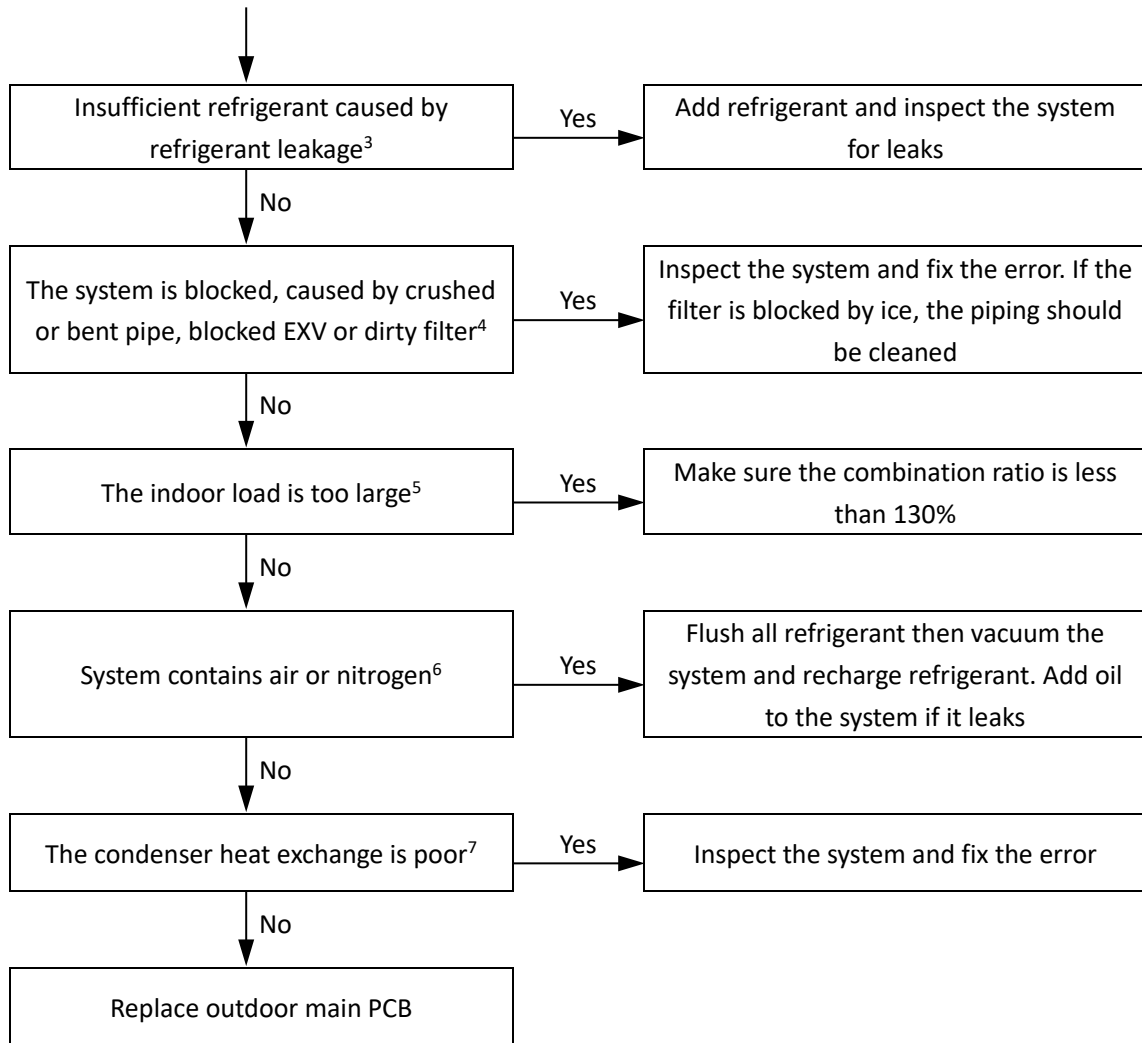 Insufficient refrigerant caused by
refrigerant leakage³
Yes
Add refrigerant and inspect the system
for leaks
No
The system is blocked, caused by crushed
or bent pipe, blocked EXV or dirty filter⁴
Yes
Inspect the system and fix the error. If the
filter is blocked by ice, the piping should
be cleaned
No
The indoor load is too large⁵
Yes
Make sure the combination ratio is less
than 130%
No
System contains air or nitrogen⁶
Yes
Flush all refrigerant then vacuum the
system and recharge refrigerant. Add oil
to the system if it leaks
No
The condenser heat exchange is poor⁷
Yes
Inspect the system and fix the error
No
Replace outdoor main PCB